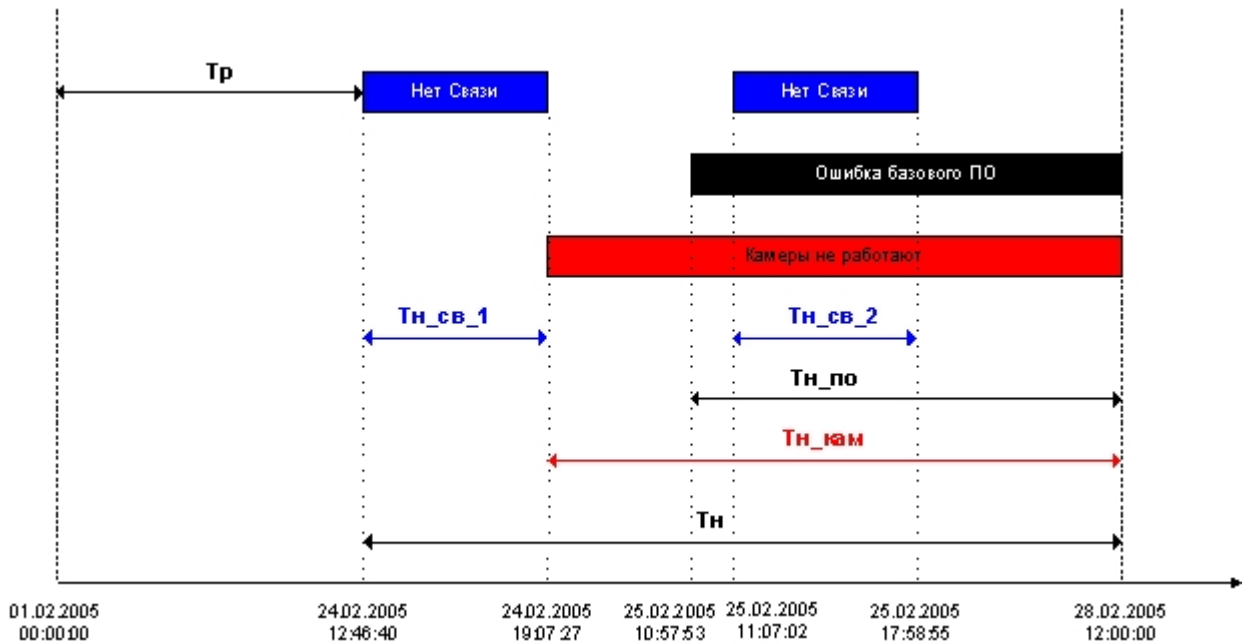 Тр
Нет Связи
Нет Связи
Ошибка базового ПО
Камеры не работают
Тн_св_1
Тн_св_2
Тн_по
Тн_кам
Тн
01.02.2005
00:00:00
24.02.2005
12:46:40
24.02.2005
19:07:27
25.02.2005
10:57:53
25.02.2005
11:07:02
25.02.2005
17:58:55
28.02.2005
12:00:00